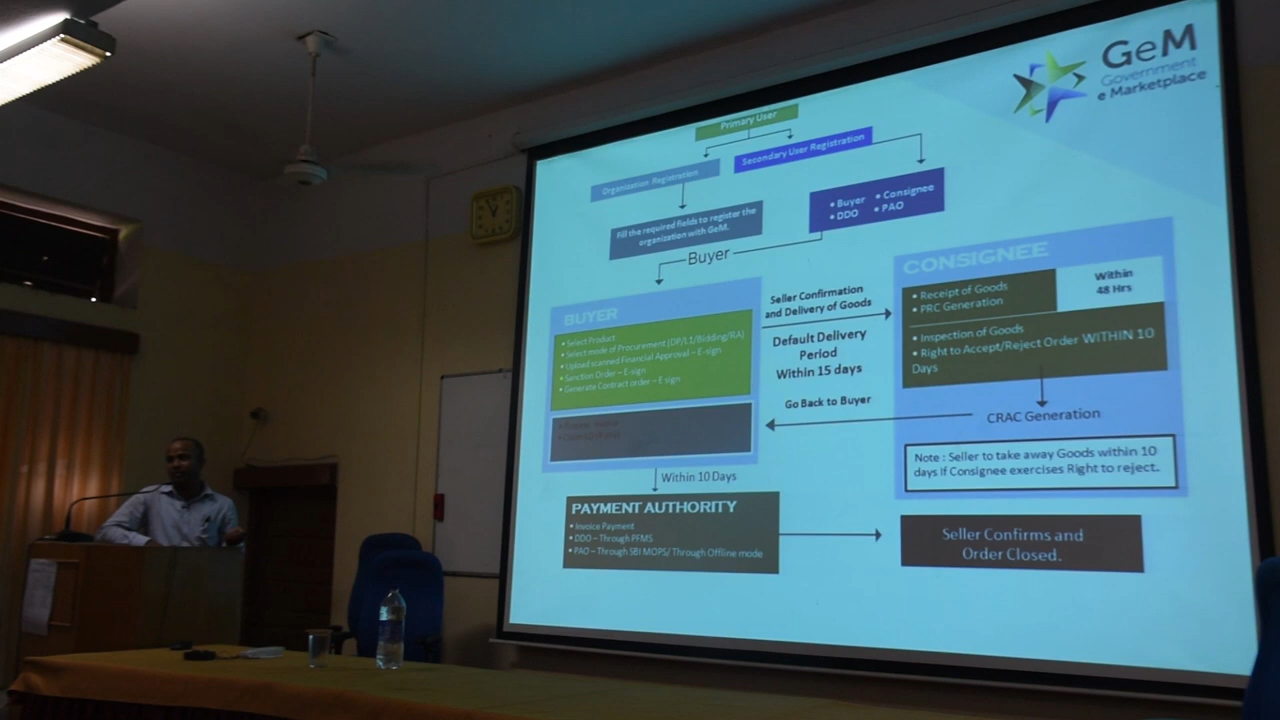 GeM
Government
e Marketplace
Primary User
Organization Registration
Secondary User Registration
Fill the required fields to register the
organization with GeM.
• Buyer • Consignee
• DDO • PAO
Buyer
BUYER
• Select Product
• Select mode of Procurement (DP/L1/Bidding/RA)
• Upload scanned Financial Approval – E-sign
• Sanction Order – E-sign
• Generate Contract order – E sign
Seller Confirmation
and Delivery of Goods
Default Delivery
Period
Within 15 days
Go Back to Buyer
CONSIGNEE
• Receipt of Goods
• PRC Generation
Within
48 Hrs
• Inspection of Goods
• Right to Accept/Reject Order WITHIN 10
Days
CRAC Generation
Note : Seller to take away Goods within 10
days If Consignee exercises Right to reject.
Within 10 Days
PAYMENT AUTHORITY
• Invoice Payment
• DDO – Through PFMS
• PAO – Through SBI MOPS/ Through Offline mode
Seller Confirms and
Order Closed.